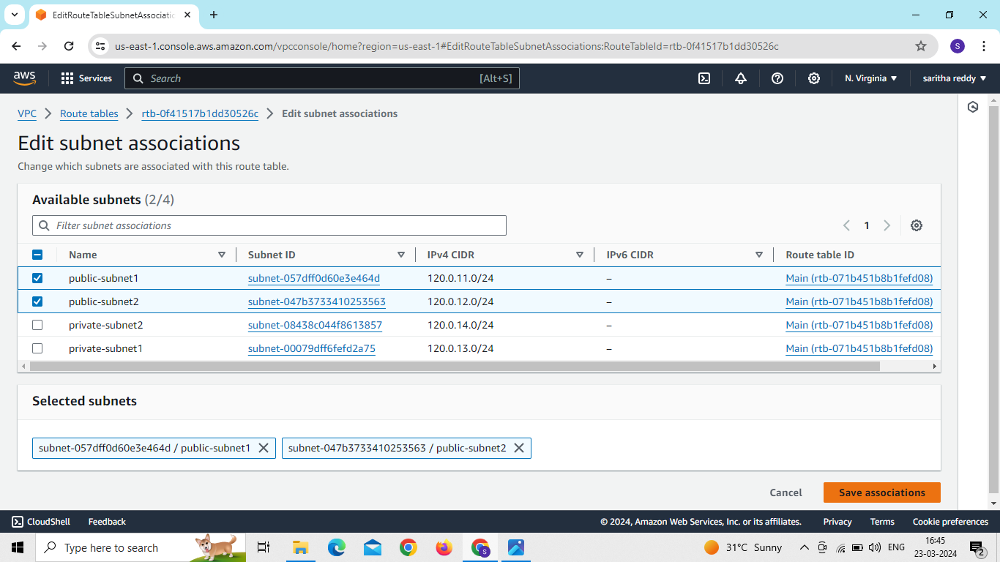 EditRouteTableSubnetAssociatic
us-east-1.console.aws.amazon.com/vpcconsole/home?region=us-east-1#EditRouteTableSubnetAssociations:RouteTableId=rtb-0f41517b1dd30526c
S
aws Services Search [Alt+S] N. Virginia saritha reddy
VPC Route tables rtb-0f41517b1dd30526c Edit subnet associations
Edit subnet associations
Change which subnets are associated with this route table.
Available subnets (2/4)
Filter subnet associations
1
Name Subnet ID IPv4 CIDR IPv6 CIDR Route table ID
public-subnet1 subnet-057dff0d60e3e464d 120.0.11.0/24 – Main (rtb-071b451b8b1fefd08)
public-subnet2 subnet-047b3733410253563 120.0.12.0/24 – Main (rtb-071b451b8b1fefd08)
private-subnet2 subnet-08438c044f8613857 120.0.14.0/24 – Main (rtb-071b451b8b1fefd08)
private-subnet1 subnet-00079dff6fefd2a75 120.0.13.0/24 – Main (rtb-071b451b8b1fefd08)
Selected subnets
subnet-057dff0d60e3e464d / public-subnet1 subnet-047b3733410253563 / public-subnet2
Cancel Save associations
CloudShell Feedback © 2024, Amazon Web Services, Inc. or its affiliates. Privacy Terms Cookie preferences
Type here to search S 31°C Sunny ENG 16:45
23-03-2024 2